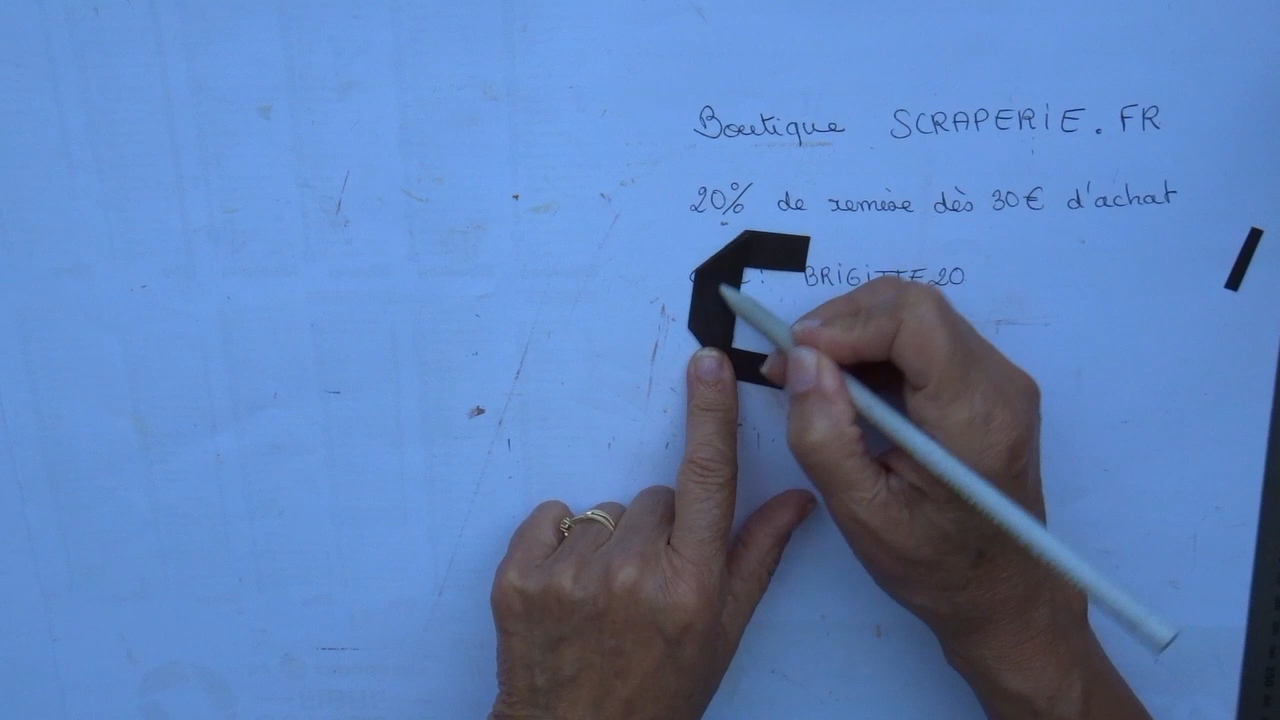 Boutique SCRAPERiE.FR
20% de remise dès 30€ d'achat
BRIGITTE20